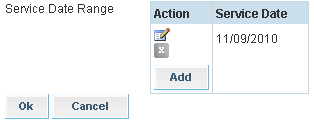 Service Date Range
Action Service Date
11/09/2010
Add
Ok Cancel